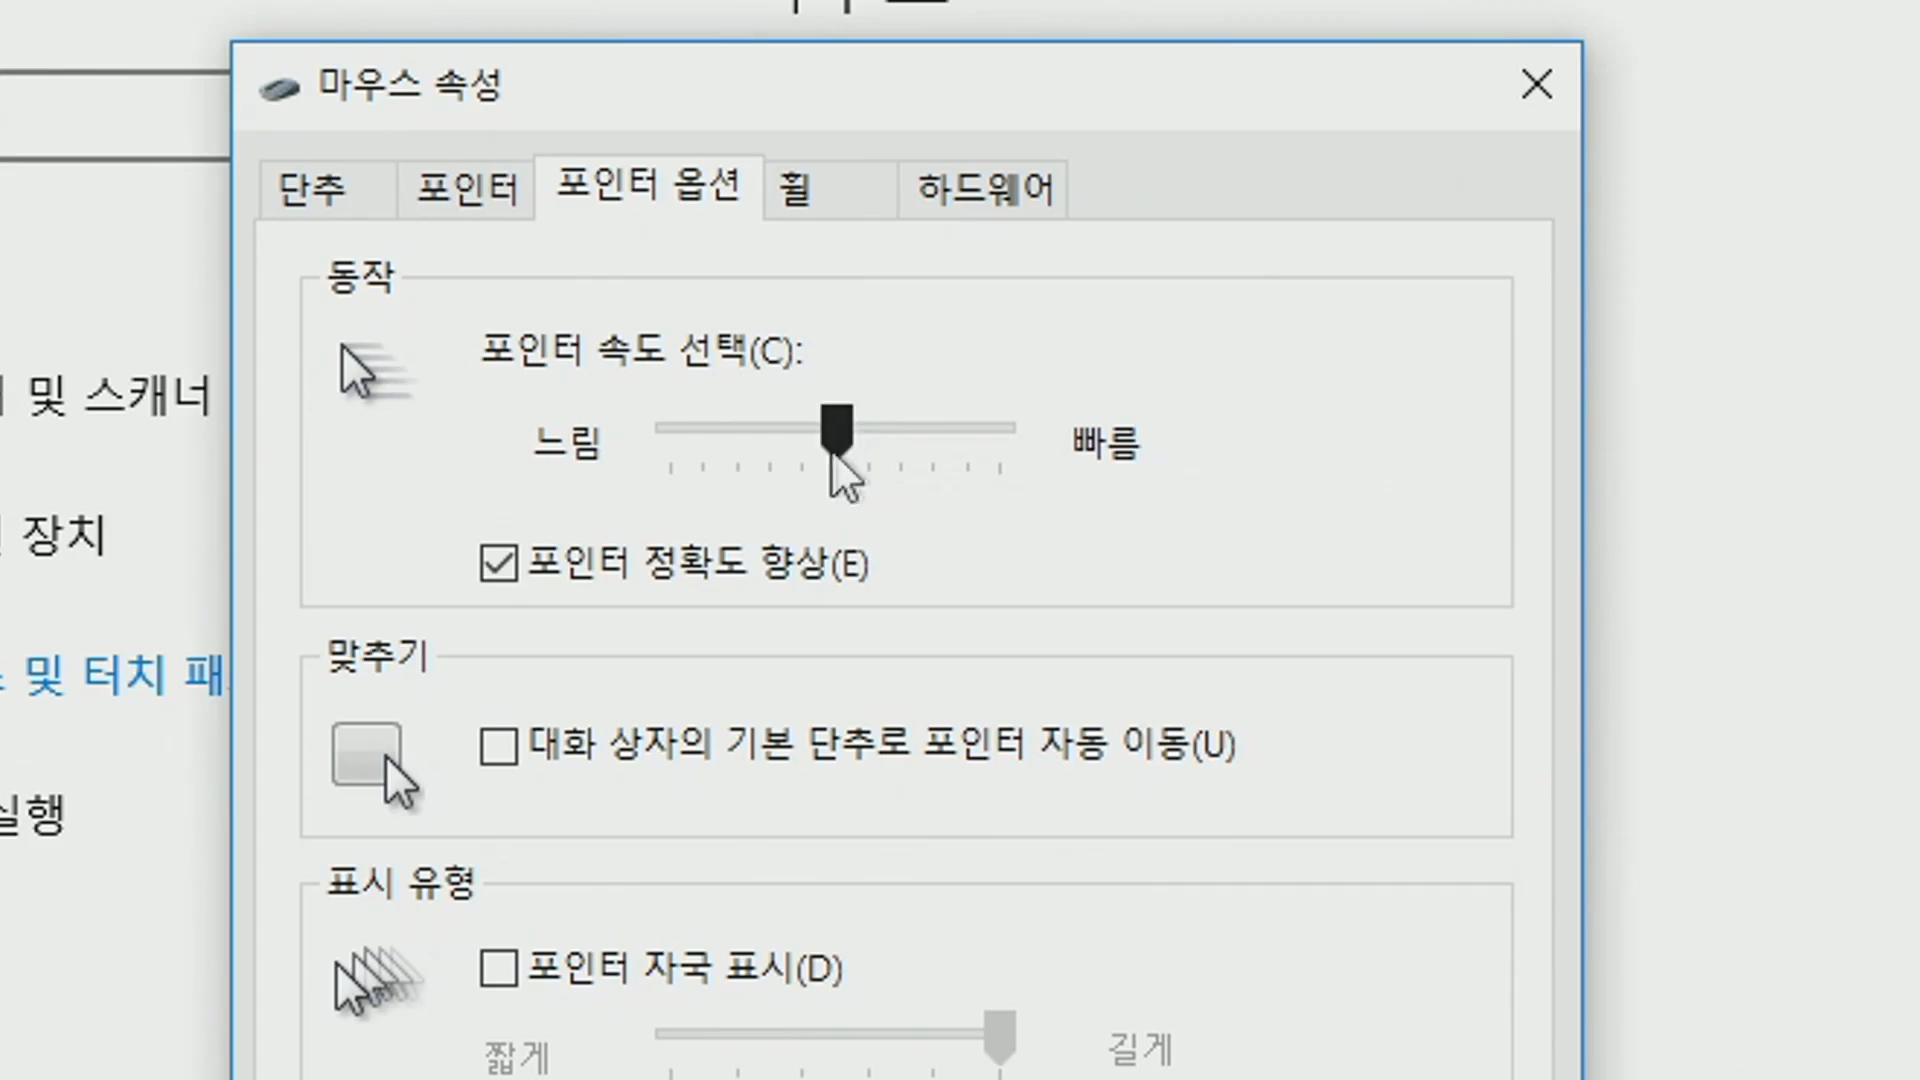 마우스 속성
단추 포인터 포인터 옵션 휠 하드웨어
동작
포인터 속도 선택(C):
느림 빠름
포인터 정확도 향상(E)
맞추기
대화 상자의 기본 단추로 포인터 자동 이동(U)
표시 유형
포인터 자국 표시(D)
짧게 길게
및 스캐너
장치
및 터치 패
실행